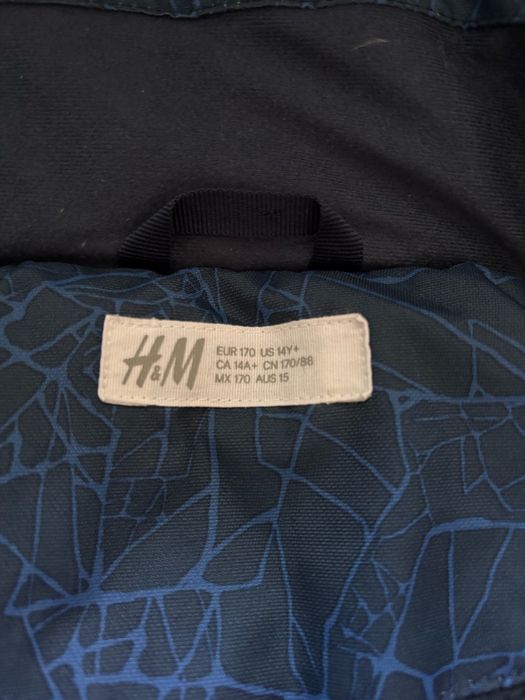 H&M
EUR 170 US 14Y+
CA 14A+ CN 170/88
MX 170 AUS 15